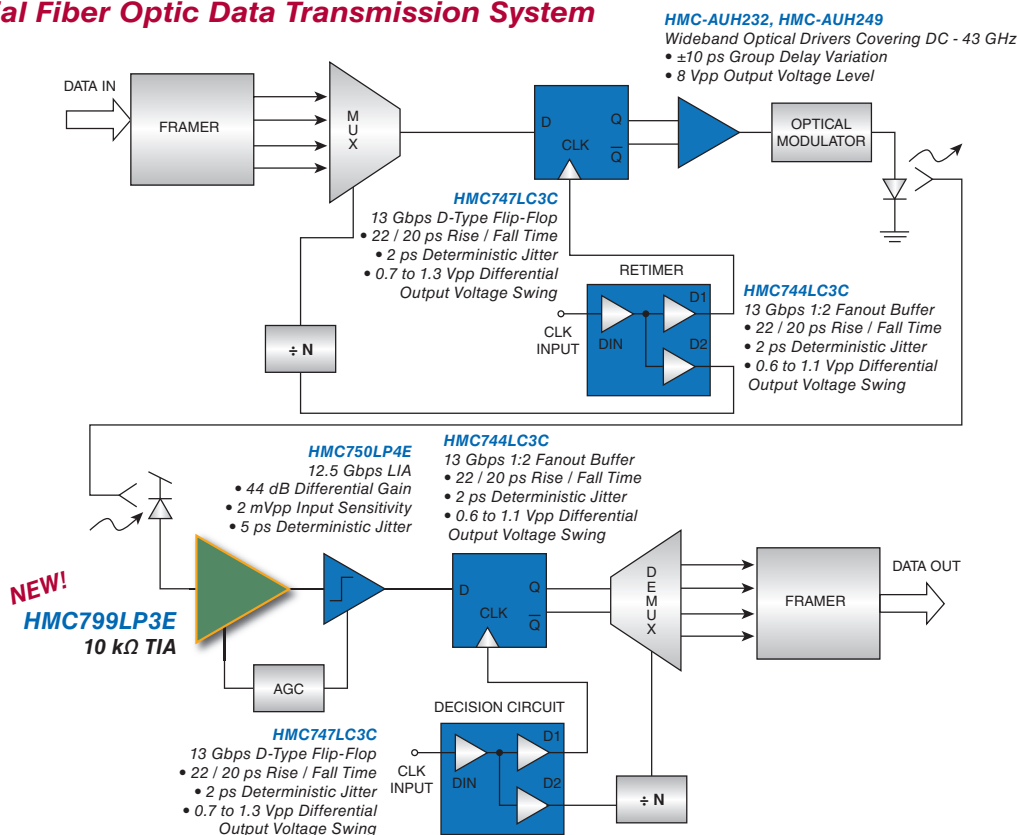 al Fiber Optic Data Transmission System
HMC-AUH232, HMC-AUH249
Wideband Optical Drivers Covering DC - 43 GHz
• ±10 ps Group Delay Variation
• 8 Vpp Output Voltage Level
DATA IN
FRAMER
MUX
D
Q
CLK
Q̅
OPTICAL
MODULATOR
HMC747LC3C
13 Gbps D-Type Flip-Flop
• 22 / 20 ps Rise / Fall Time
• 2 ps Deterministic Jitter
• 0.7 to 1.3 Vpp Differential
Output Voltage Swing
RETIMER
D1
CLK
INPUT
DIN
D2
HMC744LC3C
13 Gbps 1:2 Fanout Buffer
• 22 / 20 ps Rise / Fall Time
• 2 ps Deterministic Jitter
• 0.6 to 1.1 Vpp Differential
Output Voltage Swing
÷ N
HMC750LP4E
12.5 Gbps LIA
• 44 dB Differential Gain
• 2 mVpp Input Sensitivity
• 5 ps Deterministic Jitter
HMC744LC3C
13 Gbps 1:2 Fanout Buffer
• 22 / 20 ps Rise / Fall Time
• 2 ps Deterministic Jitter
• 0.6 to 1.1 Vpp Differential
Output Voltage Swing
NEW!
HMC799LP3E
10 kΩ TIA
AGC
D
Q
CLK
Q̅
DEMUX
FRAMER
DATA OUT
DECISION CIRCUIT
D1
CLK
INPUT
DIN
D2
÷ N
HMC747LC3C
13 Gbps D-Type Flip-Flop
• 22 / 20 ps Rise / Fall Time
• 2 ps Deterministic Jitter
• 0.7 to 1.3 Vpp Differential
Output Voltage Swing